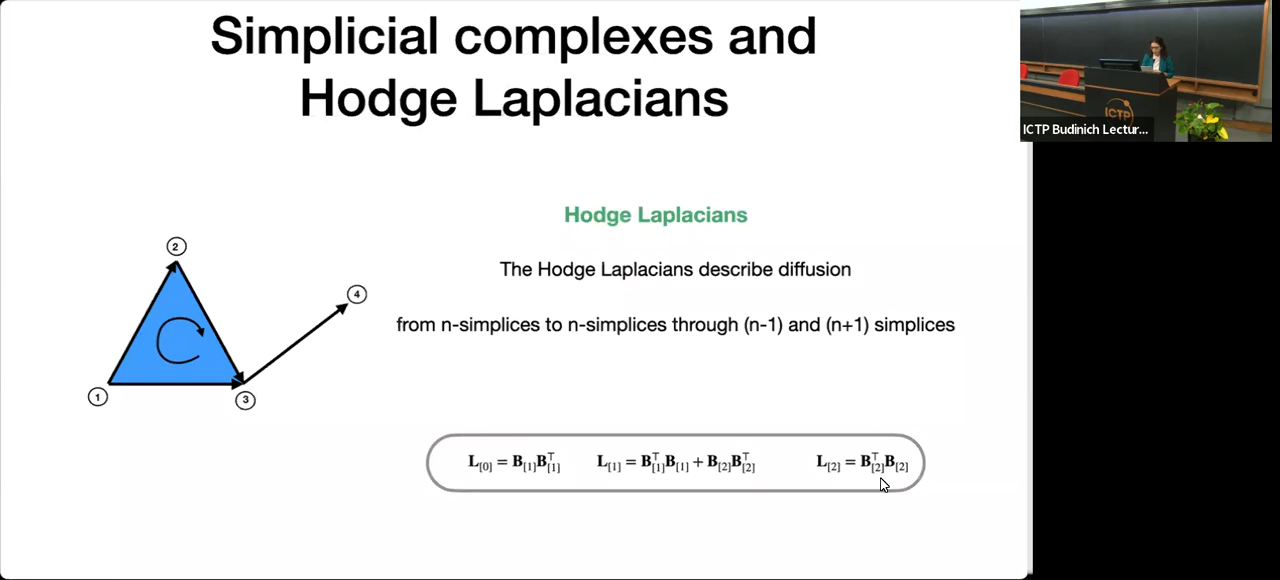 Simplicial complexes and
Hodge Laplacians
ICTP
ICTP Budinich Lectur...
Hodge Laplacians
The Hodge Laplacians describe diffusion
from n-simplices to n-simplices through (n-1) and (n+1) simplices
2
4
1
3
L[0] = B[1]B[1]⊤ L[1] = B[1]⊤B[1] + B[2]B[2]⊤ L[2] = B[2]⊤B[2]